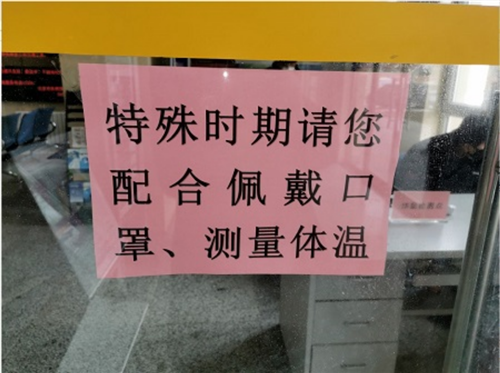 特殊时期请您
配合佩戴口
罩、测量体温